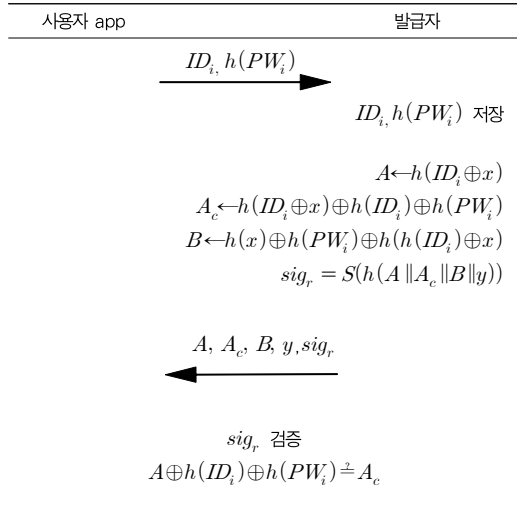 사용자 app 발급자
ID_i, h(PW_i)
ID_i, h(PW_i) 저장
A←h(ID_i⊕x)
A_c←h(ID_i⊕x)⊕h(ID_i)⊕h(PW_i)
B←h(x)⊕h(PW_i)⊕h(h(ID_i)⊕x)
sig_r = S(h(A∥A_c∥B∥y))
A, A_c, B, y, sig_r
sig_r 검증
A⊕h(ID_i)⊕h(PW_i)≟A_c